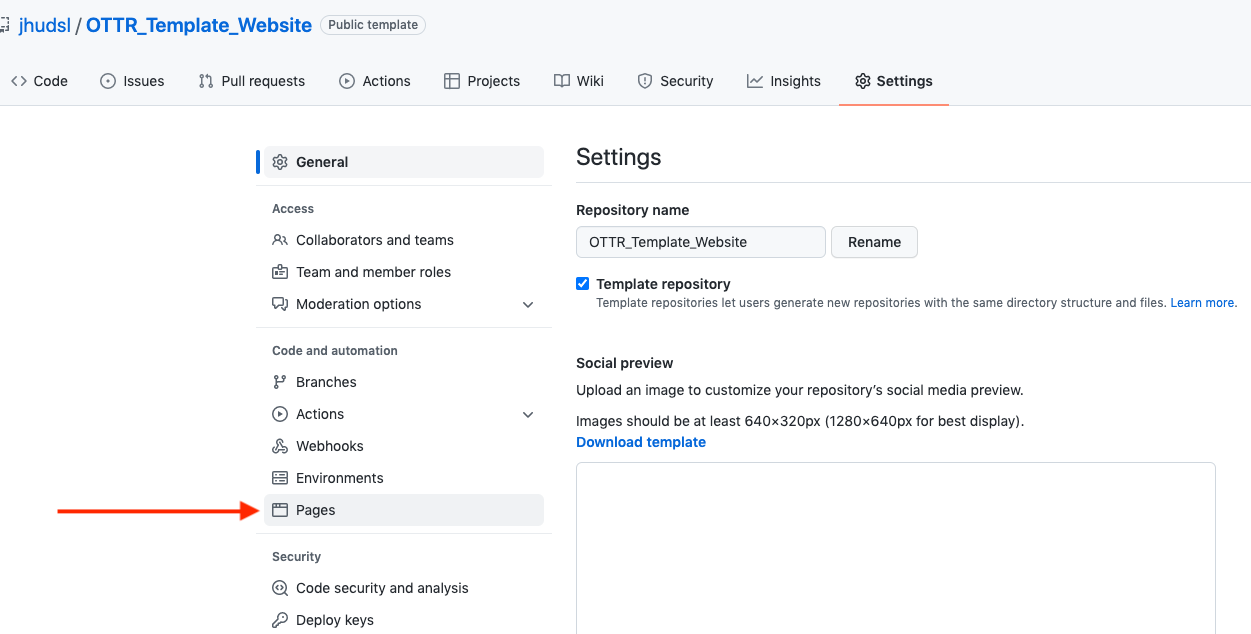 jhudsl / OTTR_Template_Website Public template
Code Issues Pull requests Actions Projects Wiki Security Insights Settings
General
Access
Collaborators and teams
Team and member roles
Moderation options
Code and automation
Branches
Actions
Webhooks
Environments
Pages
Security
Code security and analysis
Deploy keys
Settings
Repository name
OTTR_Template_Website Rename
Template repository
Template repositories let users generate new repositories with the same directory structure and files. Learn more.
Social preview
Upload an image to customize your repository’s social media preview.
Images should be at least 640×320px (1280×640px for best display).
Download template